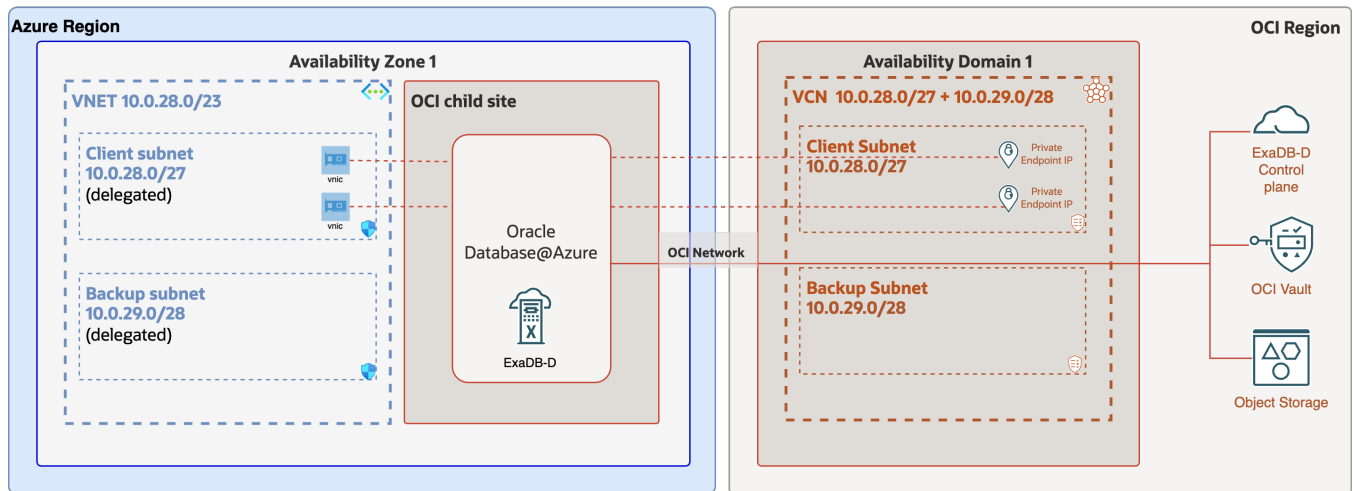 Azure Region
Availability Zone 1
VNET 10.0.28.0/23
Client subnet
10.0.28.0/27
(delegated)
vnic
vnic
Backup subnet
10.0.29.0/28
(delegated)
OCI child site
Oracle
Database@Azure
X
ExaDB-D
OCI Network
OCI Region
Availability Domain 1
VCN 10.0.28.0/27 + 10.0.29.0/28
Client Subnet
10.0.28.0/27
Private
Endpoint IP
Private
Endpoint IP
Backup Subnet
10.0.29.0/28
ExaDB-D
Control
plane
OCI Vault
Object Storage